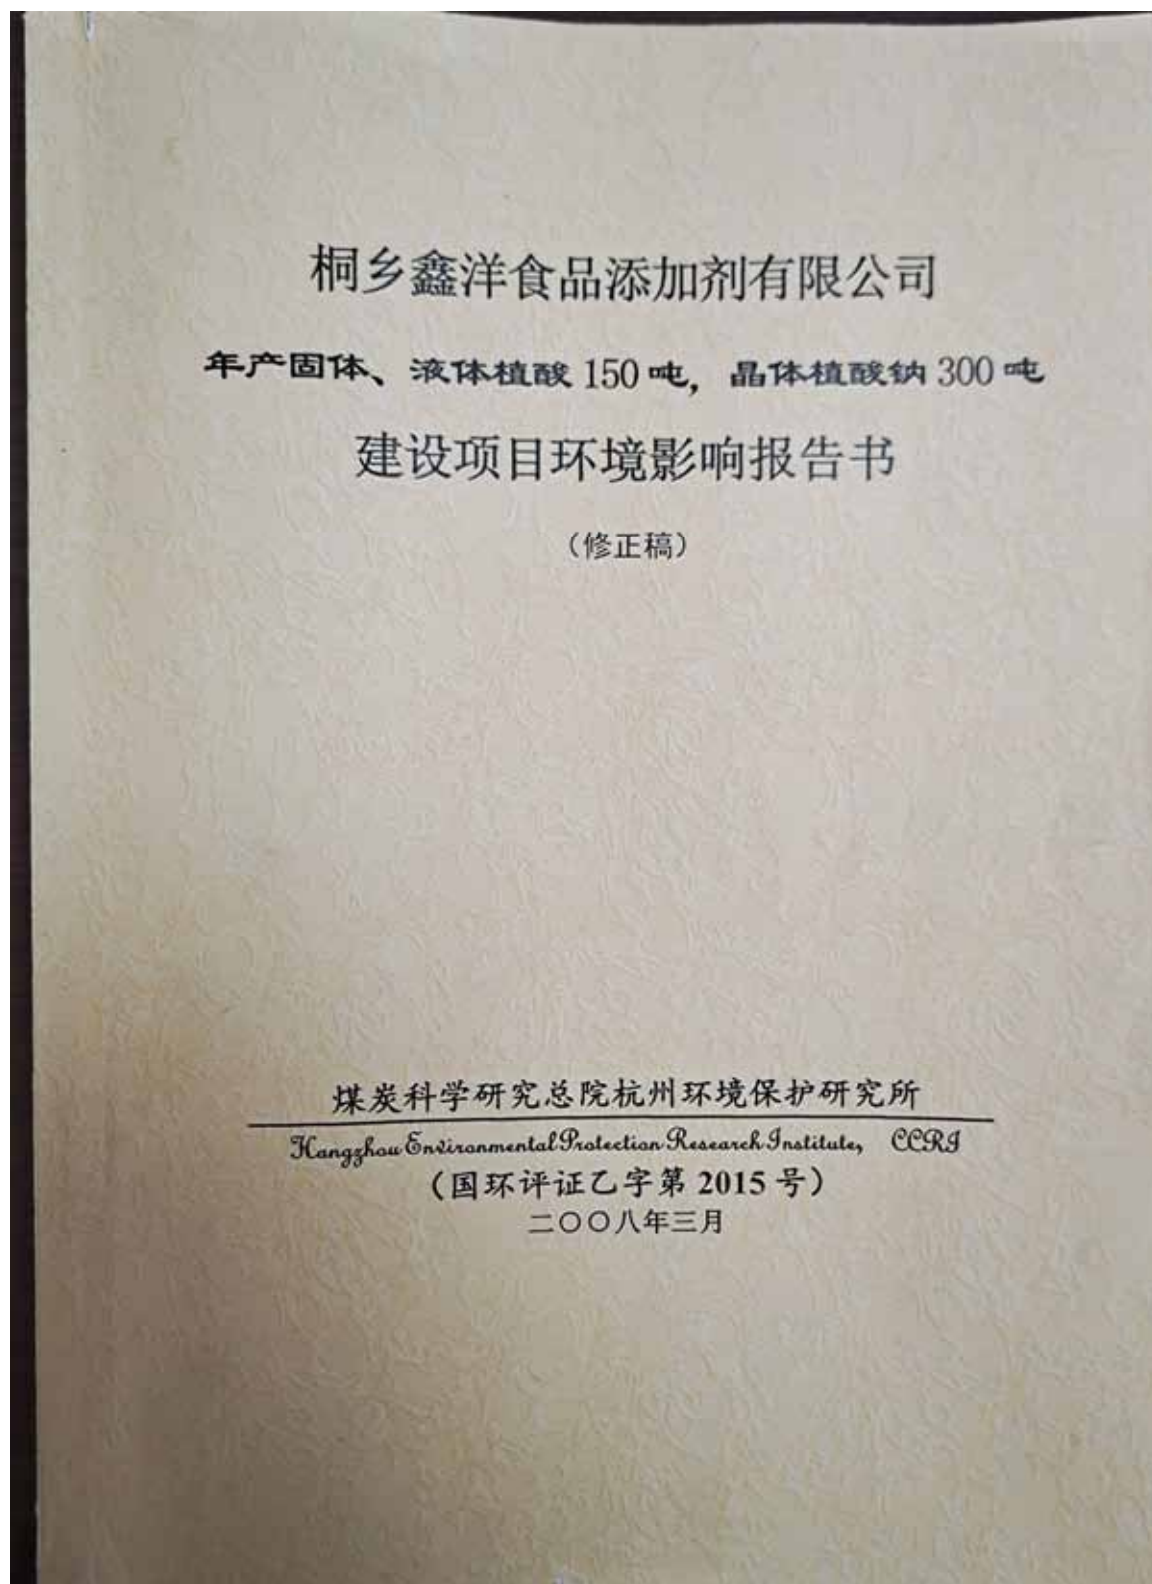 桐乡鑫洋食品添加剂有限公司
年产固体、液体植酸150吨，晶体植酸钠300吨
建设项目环境影响报告书
（修正稿）
煤炭科学研究总院杭州环境保护研究所
Hangzhou Environmental Protection Research Institute, CCRI
（国环评证乙字第 2015 号）
二〇〇八年三月